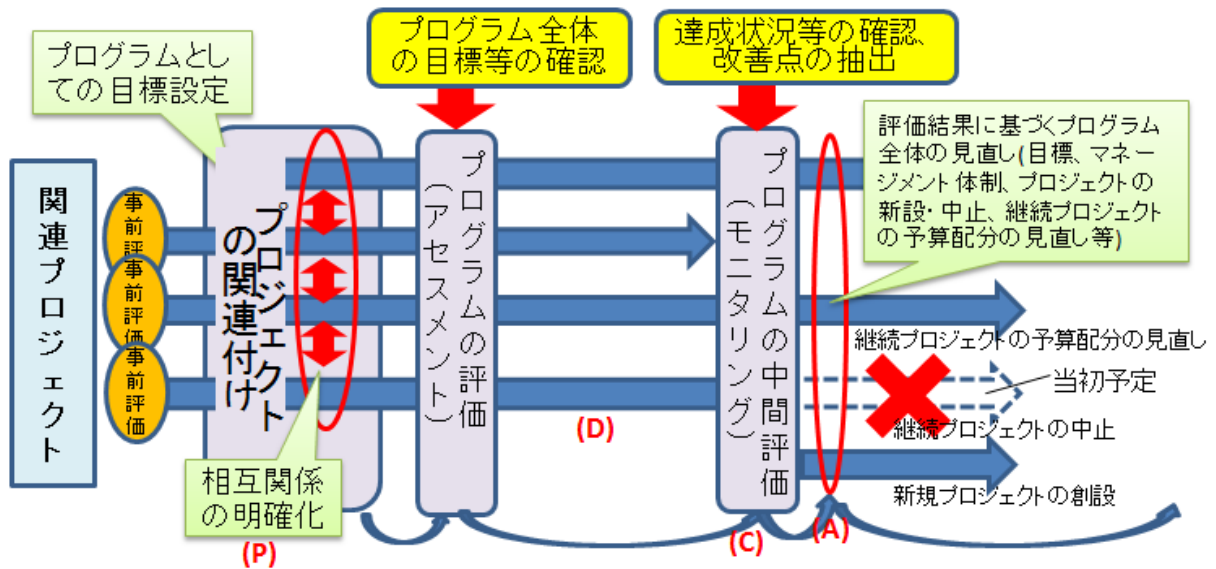 プログラム全体
の目標等の確認
達成状況等の確認、
改善点の抽出
プログラムとし
ての目標設定
評価結果に基づくプログラム
全体の見直し(目標、マネー
ジメント体制、プロジェクトの
新設・中止、継続プロジェクト
の予算配分の見直し等)
関連プロジェクト
事前評
事前評価
事前評価
プロジェクト
の関連付け
プログラムの評価
(アセスメント)
プログラムの中間評価
(モニタリング)
継続プロジェクトの予算配分の見直し
当初予定
継続プロジェクトの中止
新規プロジェクトの創設
相互関係
の明確化
(P)
(D)
(C)
(A)